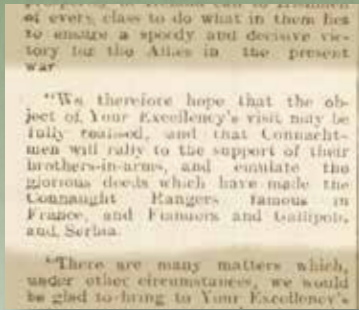 of every class to do what in them lies
to ensure a speedy and decisive vic-
tory for the Allies in the present
war.
"We therefore hope that the ob-
ject of Your Excellency's visit may be
fully realised, and that Connacht-
men will rally to the support of their
brothers-in-arms, and emulate the
glorious deeds which have made the
Connaught Rangers famous in
France, and Flanders and Gallipoli,
and Serbia.
"There are many matters which,
under other circumstances, we would
be glad to bring to Your Excellency's